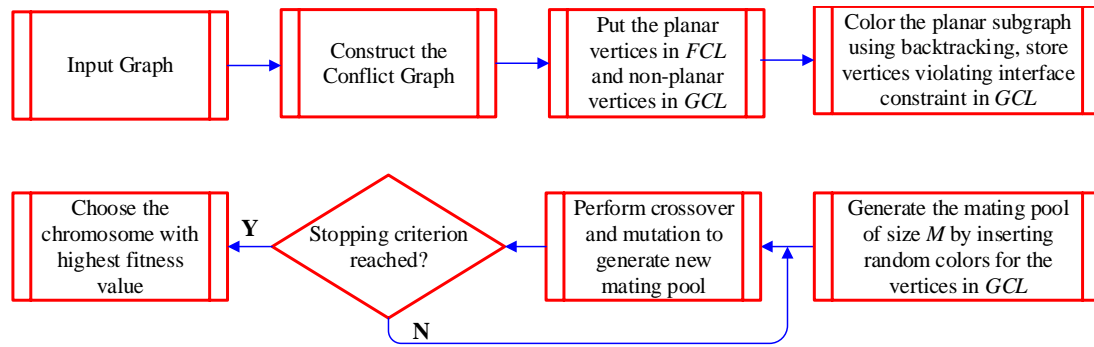 Input Graph
Construct the
Conflict Graph
Put the planar
vertices in FCL
and non-planar
vertices in GCL
Color the planar subgraph
using backtracking, store
vertices violating interface
constraint in GCL
Choose the
chromosome with
highest fitness
value
Y
Stopping criterion
reached?
N
Perform crossover
and mutation to
generate new
mating pool
Generate the mating pool
of size M by inserting
random colors for the
vertices in GCL